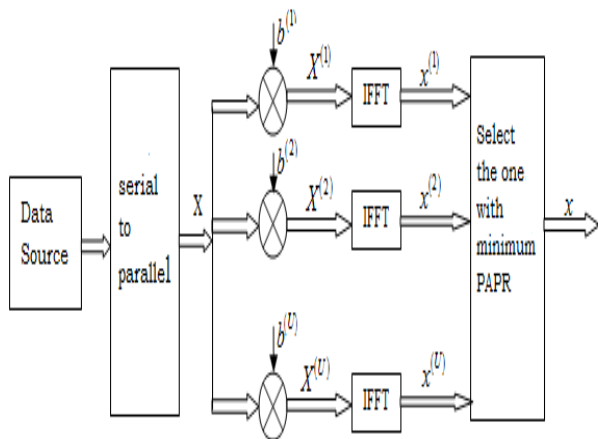 Data
Source
serial
to
parallel
X
b^(1)
X^(1)
IFFT
x^(1)
b^(2)
X^(2)
IFFT
x^(2)
b^(U)
X^(U)
IFFT
x^(U)
Select
the one
with
minimum
PAPR
x